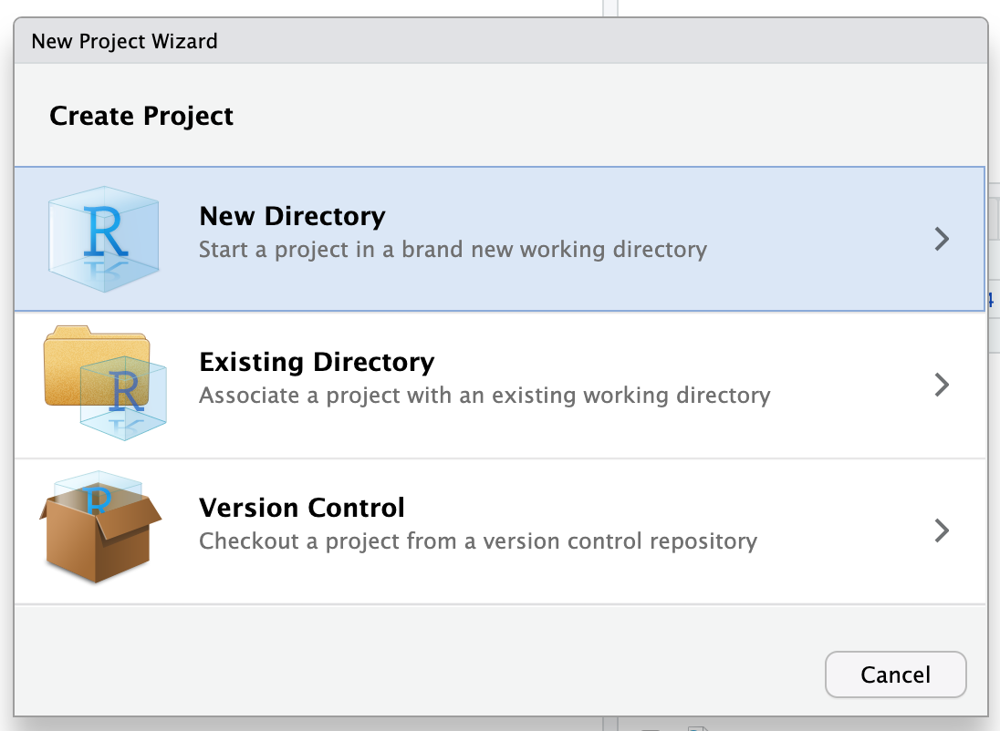 New Project Wizard
Create Project
R
New Directory
Start a project in a brand new working directory
4
R
Existing Directory
Associate a project with an existing working directory
R
Version Control
Checkout a project from a version control repository
Cancel